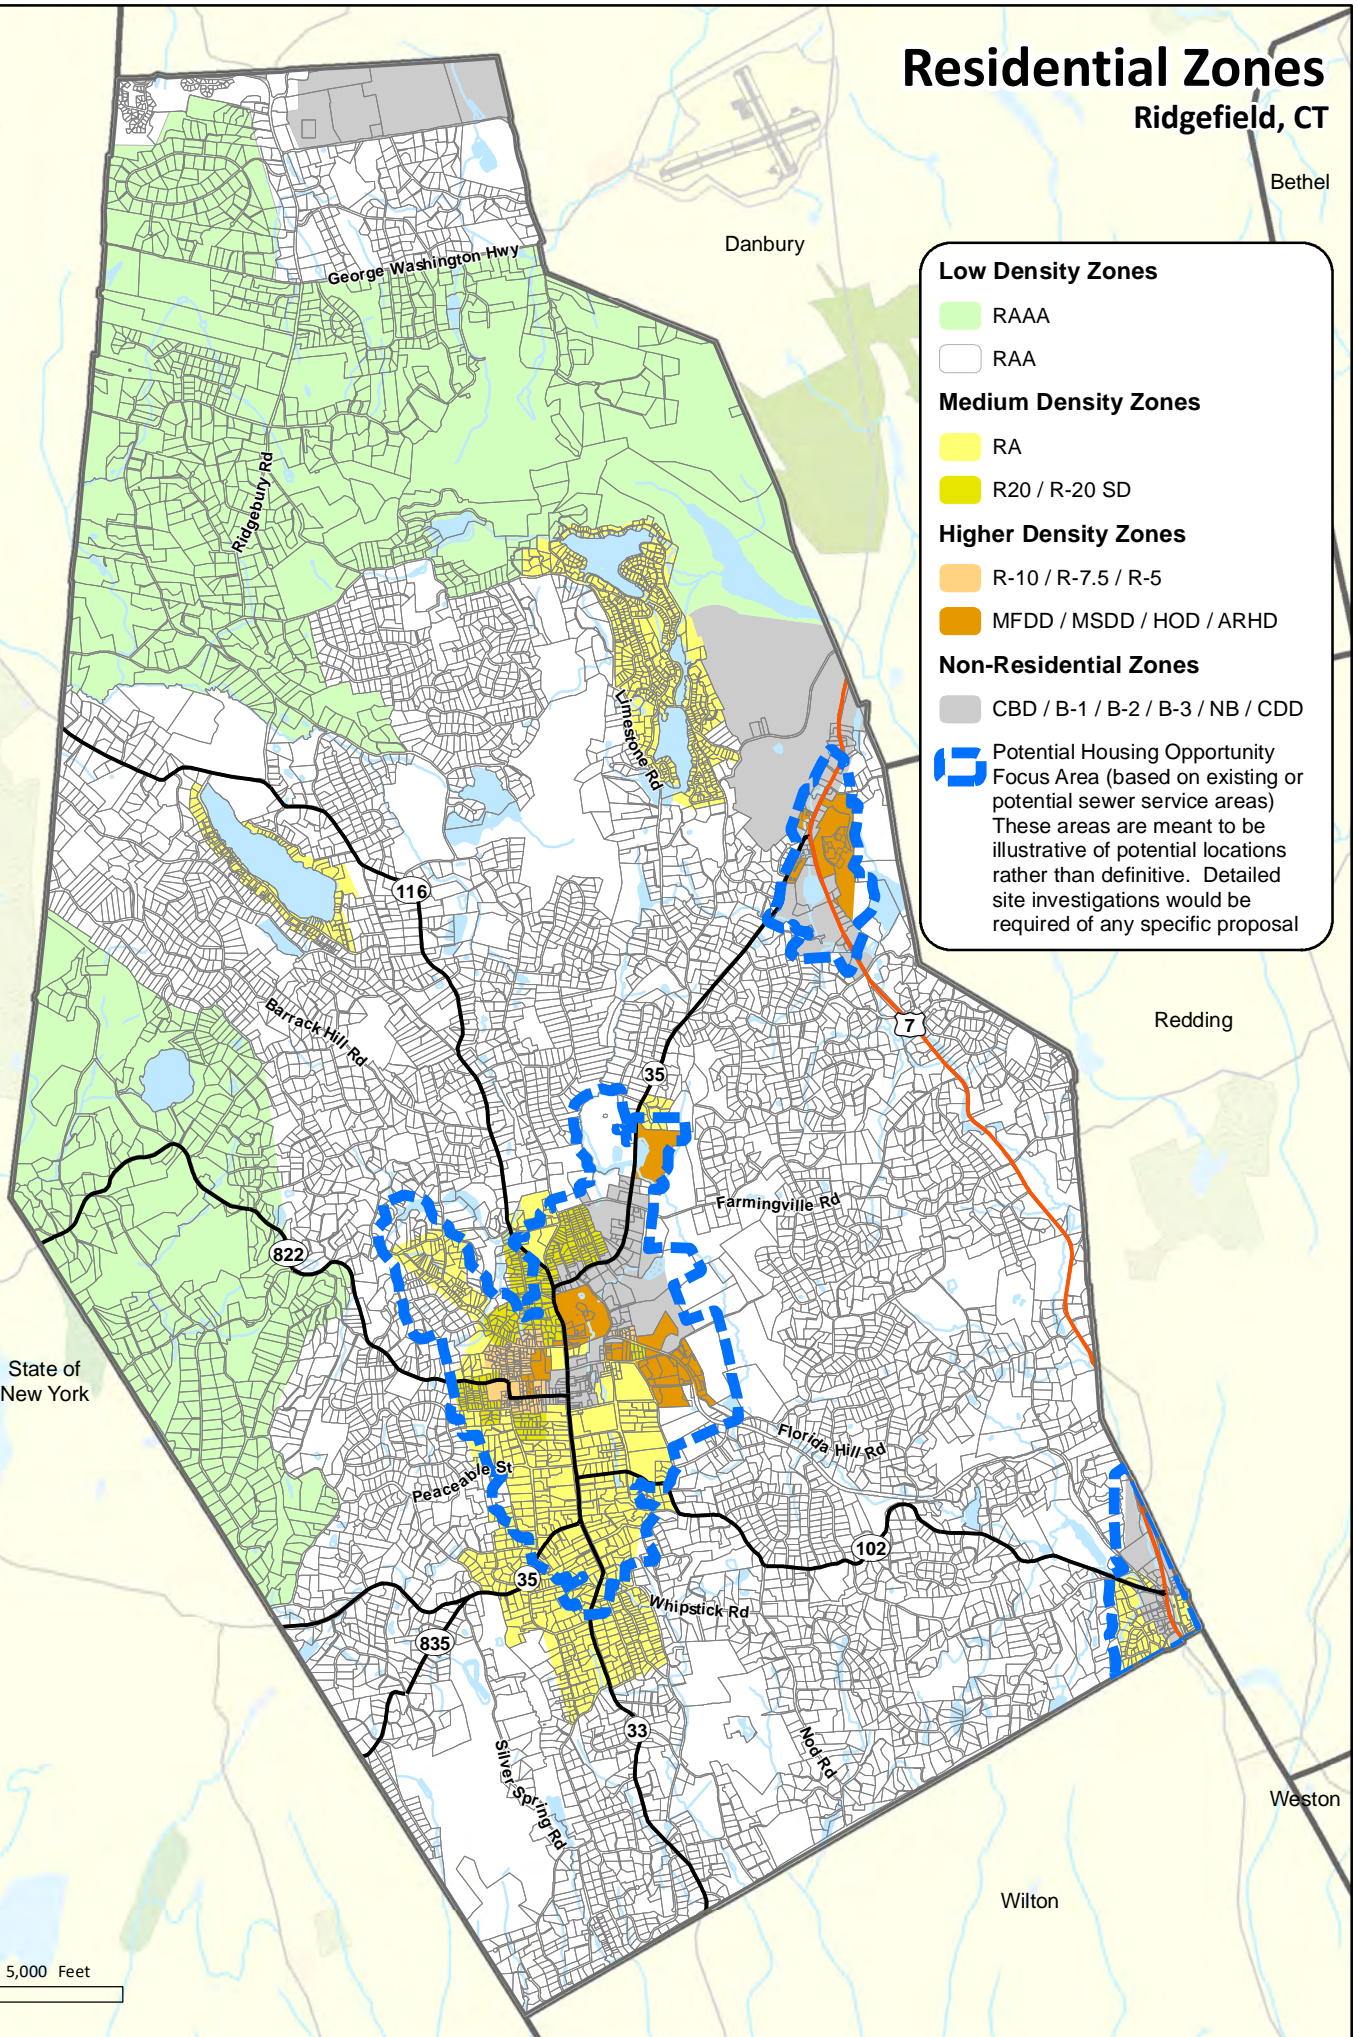 Residential Zones
Ridgefield, CT
Bethel
Danbury
Low Density Zones
RAAA
RAA
Medium Density Zones
RA
R20 / R-20 SD
Higher Density Zones
R-10 / R-7.5 / R-5
MFDD / MSDD / HOD / ARHD
Non-Residential Zones
CBD / B-1 / B-2 / B-3 / NB / CDD
Potential Housing Opportunity
Focus Area (based on existing or
potential sewer service areas)
These areas are meant to be
illustrative of potential locations
rather than definitive. Detailed
site investigations would be
required of any specific proposal
George Washington Hwy
Ridgebury Rd
Limestone Rd
116
Barrack Hill Rd
7
Redding
35
Farmingville Rd
822
State of
New York
Florida Hill Rd
Peaceable St
102
35
Whipstick Rd
835
33
Nod Rd
Silver Spring Rd
Weston
Wilton
5,000 Feet